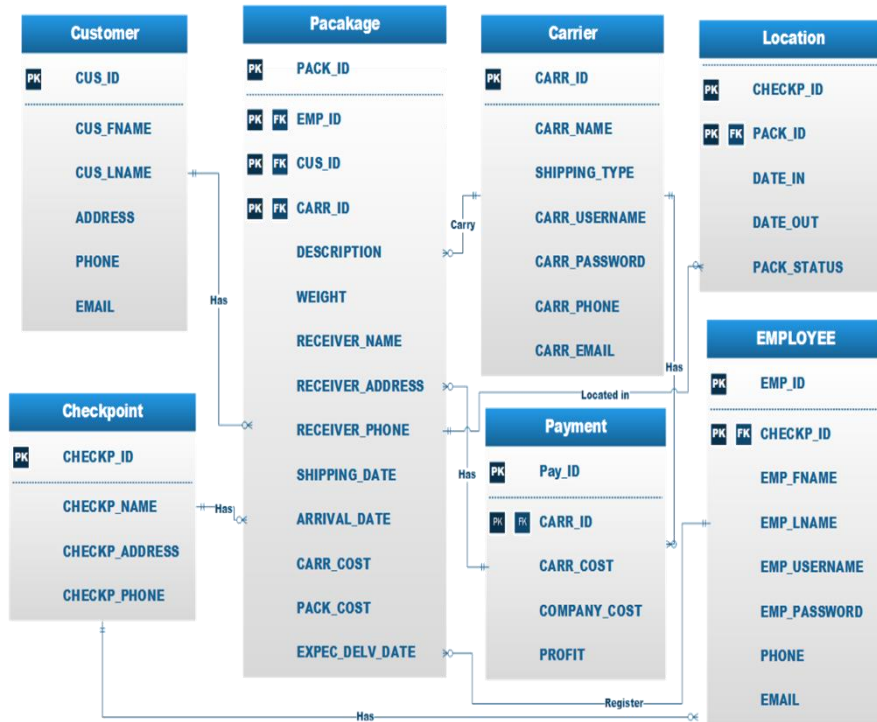 Customer
PK CUS_ID
CUS_FNAME
CUS_LNAME
ADDRESS
PHONE
EMAIL
Pacakage
PK PACK_ID
PK FK EMP_ID
PK FK CUS_ID
PK FK CARR_ID
DESCRIPTION
WEIGHT
RECEIVER_NAME
RECEIVER_ADDRESS
RECEIVER_PHONE
SHIPPING_DATE
ARRIVAL_DATE
CARR_COST
PACK_COST
EXPEC_DELV_DATE
Carrier
PK CARR_ID
CARR_NAME
SHIPPING_TYPE
CARR_USERNAME
CARR_PASSWORD
CARR_PHONE
CARR_EMAIL
Location
PK CHECKP_ID
PK FK PACK_ID
DATE_IN
DATE_OUT
PACK_STATUS
Checkpoint
PK CHECKP_ID
CHECKP_NAME
CHECKP_ADDRESS
CHECKP_PHONE
Payment
PK Pay_ID
PK FK CARR_ID
CARR_COST
COMPANY_COST
PROFIT
EMPLOYEE
PK EMP_ID
PK FK CHECKP_ID
EMP_FNAME
EMP_LNAME
EMP_USERNAME
EMP_PASSWORD
PHONE
EMAIL
Carry
Has
Has
Located in
Has
Has
Register
Has